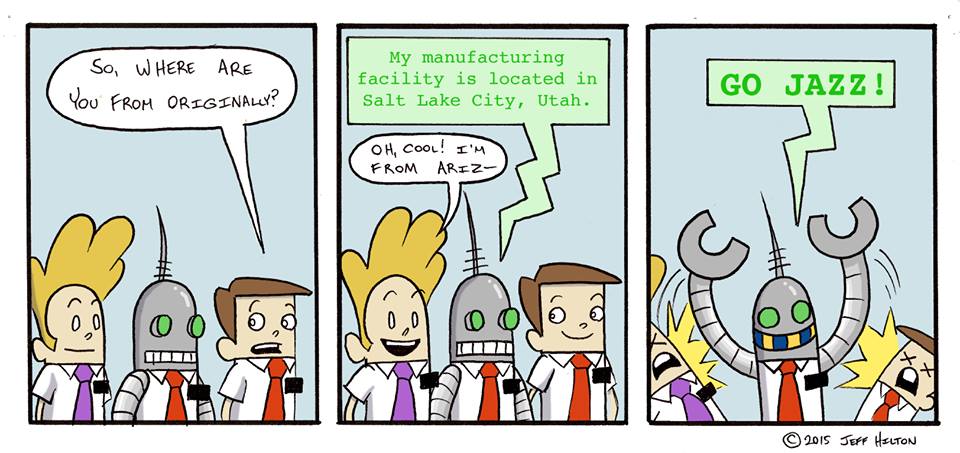 SO, WHERE ARE
YOU FROM ORIGINALLY?
My manufacturing
facility is located in
Salt Lake City, Utah.
OH, COOL! I'M
FROM ARIZ—
GO JAZZ!
© 2015 JEFF HILTON